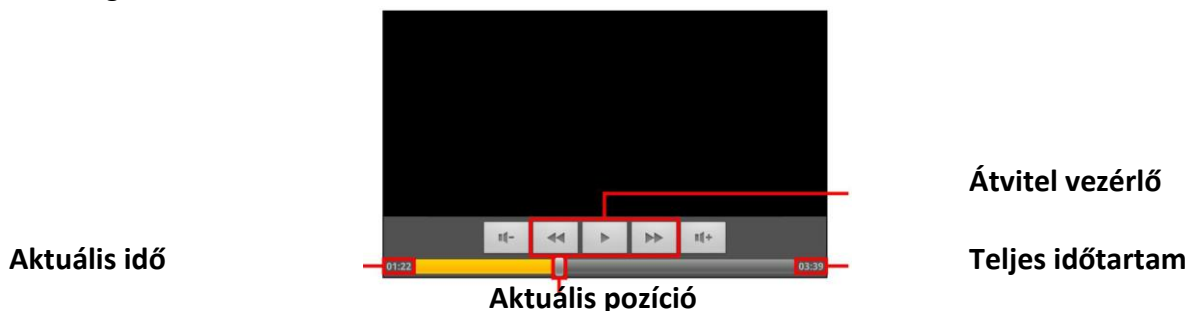 Átvitel vezérlő
Aktuális idő
01:22
03:39
Teljes időtartam
Aktuális pozíció